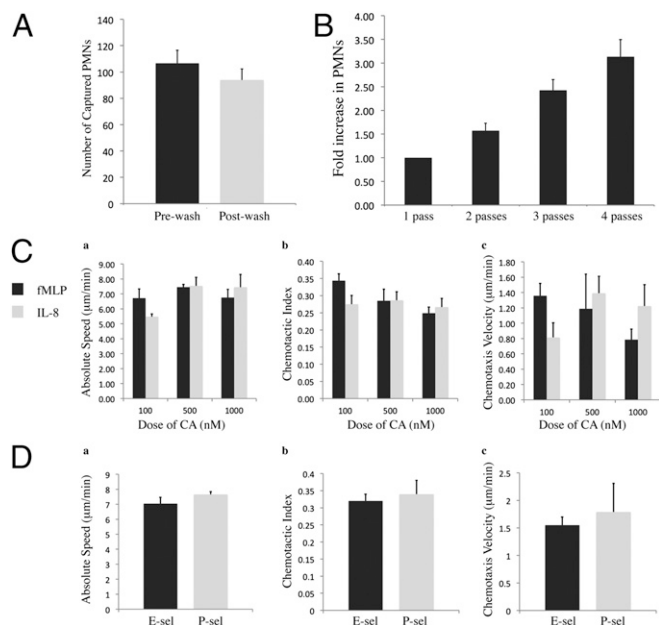 A
Number of Captured PMNs
140
120
100
80
60
40
20
0
Pre-wash Post-wash
B
Fold increase in PMNs
4.00
3.50
3.00
2.50
2.00
1.50
1.00
0.50
0.00
1 pass 2 passes 3 passes 4 passes
C
fMLP
IL-8
a
Absolute Speed (µm/min)
9.00
8.00
7.00
6.00
5.00
4.00
3.00
2.00
1.00
0.00
100 500 1000
Dose of CA (nM)
b
Chemotactic Index
0.40
0.35
0.30
0.25
0.20
0.15
0.10
0.05
0.00
100 500 1000
Dose of CA (nM)
c
Chemotaxis Velocity (µm/min)
1.80
1.60
1.40
1.20
1.00
0.80
0.60
0.40
0.20
0.00
100 500 1000
Dose of CA (nM)
D
a
Absolute Speed (µm/min)
9
8
7
6
5
4
3
2
1
0
E-sel P-sel
b
Chemotactic Index
0.4
0.35
0.3
0.25
0.2
0.15
0.1
0.05
0
E-sel P-sel
c
Chemotaxis Velocity (µm/min)
2.5
2
1.5
1
0.5
0
E-sel P-sel